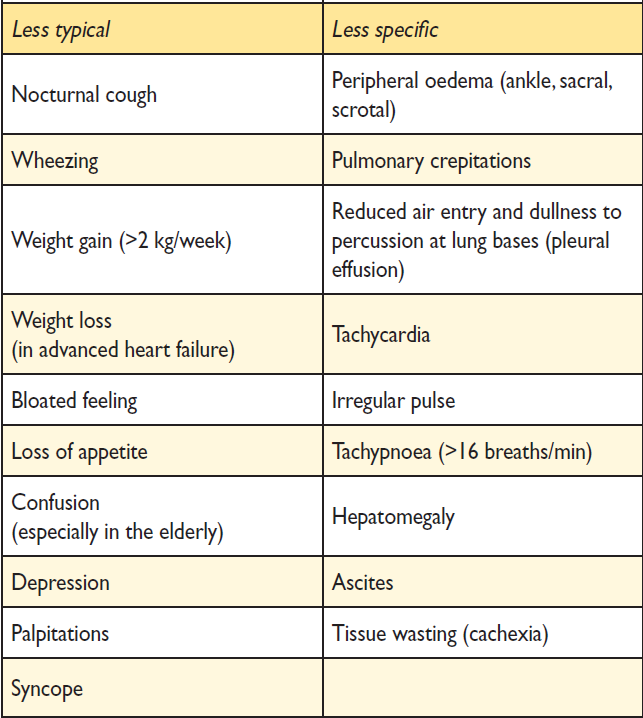 Less typical
Less specific
Nocturnal cough
Peripheral oedema (ankle, sacral,
scrotal)
Wheezing
Pulmonary crepitations
Weight gain (>2 kg/week)
Reduced air entry and dullness to
percussion at lung bases (pleural
effusion)
Weight loss
(in advanced heart failure)
Tachycardia
Bloated feeling
Irregular pulse
Loss of appetite
Tachypnoea (>16 breaths/min)
Confusion
(especially in the elderly)
Hepatomegaly
Depression
Ascites
Palpitations
Tissue wasting (cachexia)
Syncope